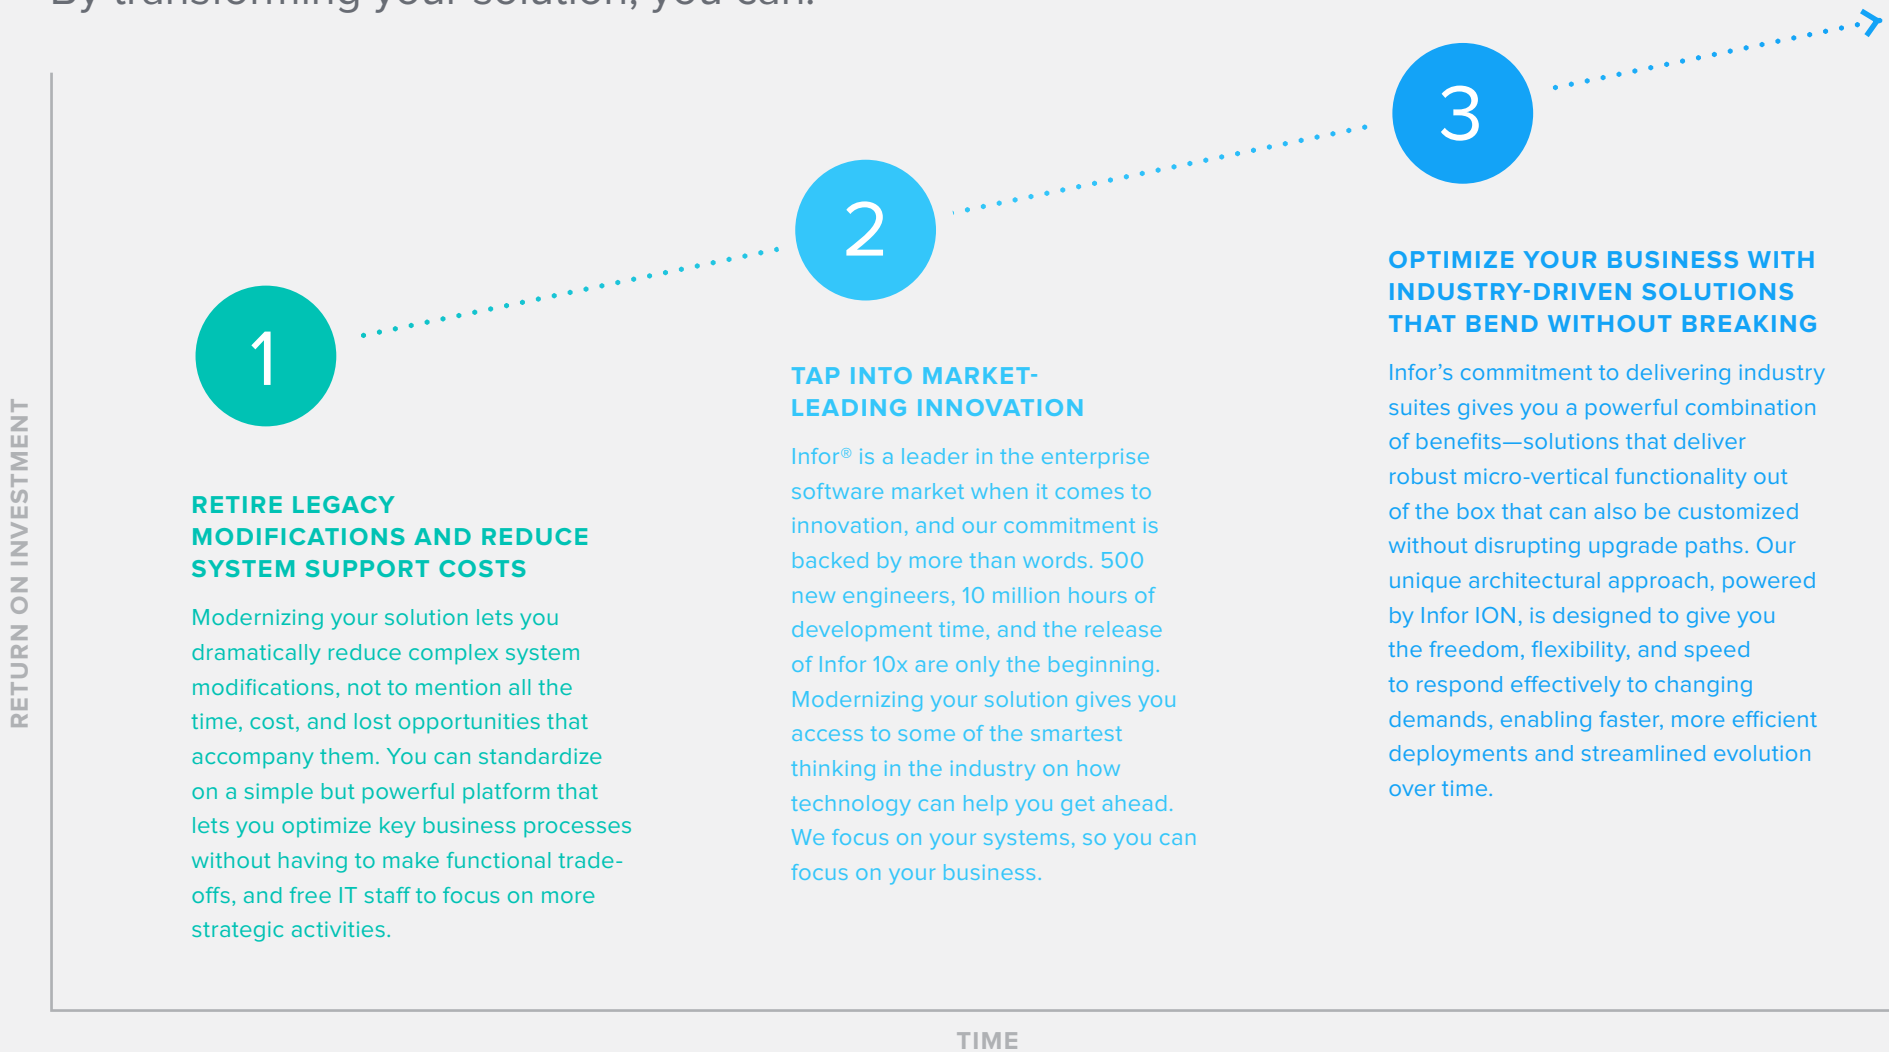 By transforming your solution, you can:
1
RETIRE LEGACY
MODIFICATIONS AND REDUCE
SYSTEM SUPPORT COSTS
Modernizing your solution lets you
dramatically reduce complex system
modifications, not to mention all the
time, cost, and lost opportunities that
accompany them. You can standardize
on a simple but powerful platform that
lets you optimize key business processes
without having to make functional trade-
offs, and free IT staff to focus on more
strategic activities.
2
TAP INTO MARKET-
LEADING INNOVATION
Infor® is a leader in the enterprise
software market when it comes to
innovation, and our commitment is
backed by more than words. 500
new engineers, 10 million hours of
development time, and the release
of Infor 10x are only the beginning.
Modernizing your solution gives you
access to some of the smartest
thinking in the industry on how
technology can help you get ahead.
We focus on your systems, so you can
focus on your business.
3
OPTIMIZE YOUR BUSINESS WITH
INDUSTRY-DRIVEN SOLUTIONS
THAT BEND WITHOUT BREAKING
Infor’s commitment to delivering industry
suites gives you a powerful combination
of benefits—solutions that deliver
robust micro-vertical functionality out
of the box that can also be customized
without disrupting upgrade paths. Our
unique architectural approach, powered
by Infor ION, is designed to give you
the freedom, flexibility, and speed
to respond effectively to changing
demands, enabling faster, more efficient
deployments and streamlined evolution
over time.
RETURN ON INVESTMENT
TIME